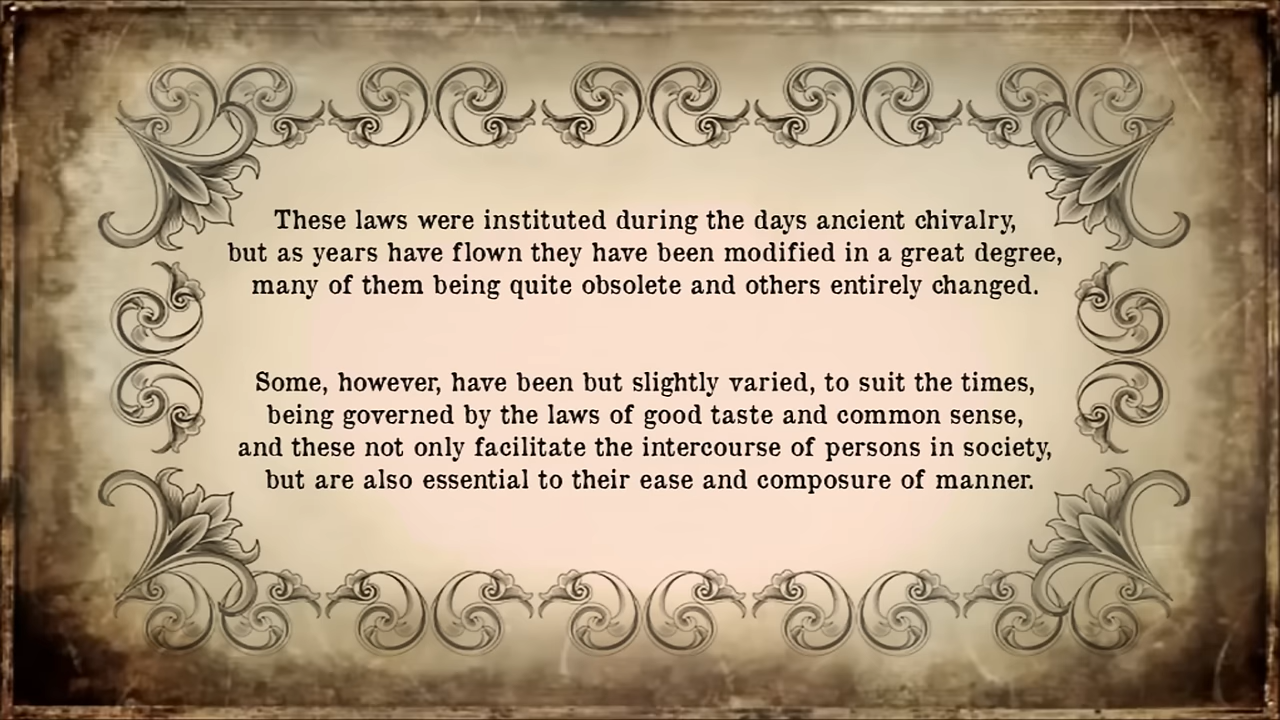 These laws were instituted during the days ancient chivalry,
but as years have flown they have been modified in a great degree,
many of them being quite obsolete and others entirely changed.
Some, however, have been but slightly varied, to suit the times,
being governed by the laws of good taste and common sense,
and these not only facilitate the intercourse of persons in society,
but are also essential to their ease and composure of manner.